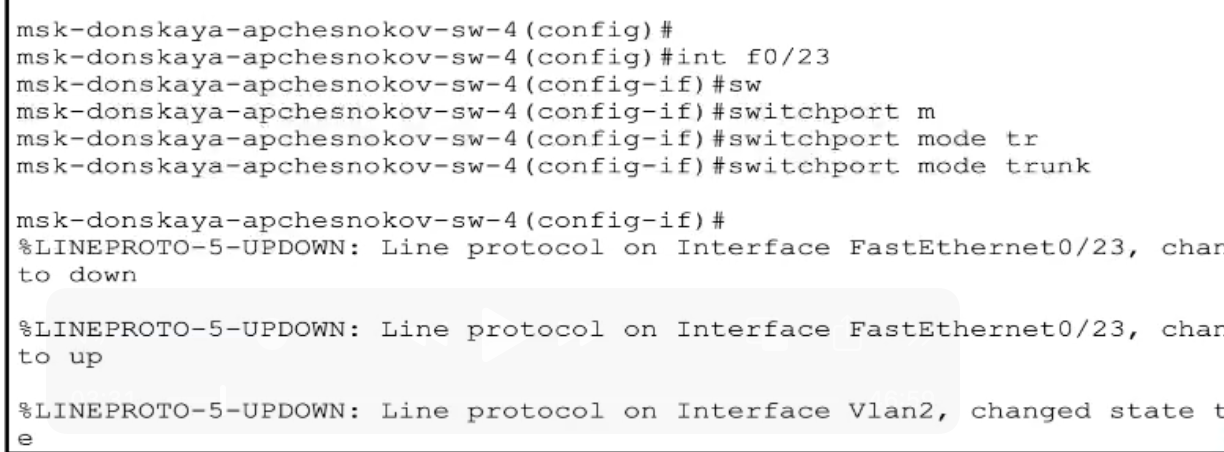 msk-donskaya-apchesnokov-sw-4(config)#
msk-donskaya-apchesnokov-sw-4(config)#int f0/23
msk-donskaya-apchesnokov-sw-4(config-if)#sw
msk-donskaya-apchesnokov-sw-4(config-if)#switchport m
msk-donskaya-apchesnokov-sw-4(config-if)#switchport mode tr
msk-donskaya-apchesnokov-sw-4(config-if)#switchport mode trunk
msk-donskaya-apchesnokov-sw-4(config-if)#
%LINEPROTO-5-UPDOWN: Line protocol on Interface FastEthernet0/23, chan
to down
%LINEPROTO-5-UPDOWN: Line protocol on Interface FastEthernet0/23, chan
to up
%LINEPROTO-5-UPDOWN: Line protocol on Interface Vlan2, changed state t
e